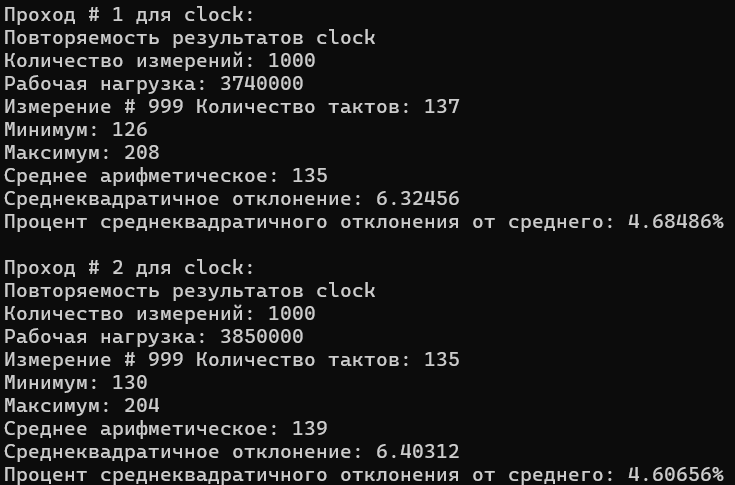 Проход # 1 для clock:
Повторяемость результатов clock
Количество измерений: 1000
Рабочая нагрузка: 3740000
Измерение # 999 Количество тактов: 137
Минимум: 126
Максимум: 208
Среднее арифметическое: 135
Среднеквадратичное отклонение: 6.32456
Процент среднеквадратичного отклонения от среднего: 4.68486%
Проход # 2 для clock:
Повторяемость результатов clock
Количество измерений: 1000
Рабочая нагрузка: 3850000
Измерение # 999 Количество тактов: 135
Минимум: 130
Максимум: 204
Среднее арифметическое: 139
Среднеквадратичное отклонение: 6.40312
Процент среднеквадратичного отклонения от среднего: 4.60656%